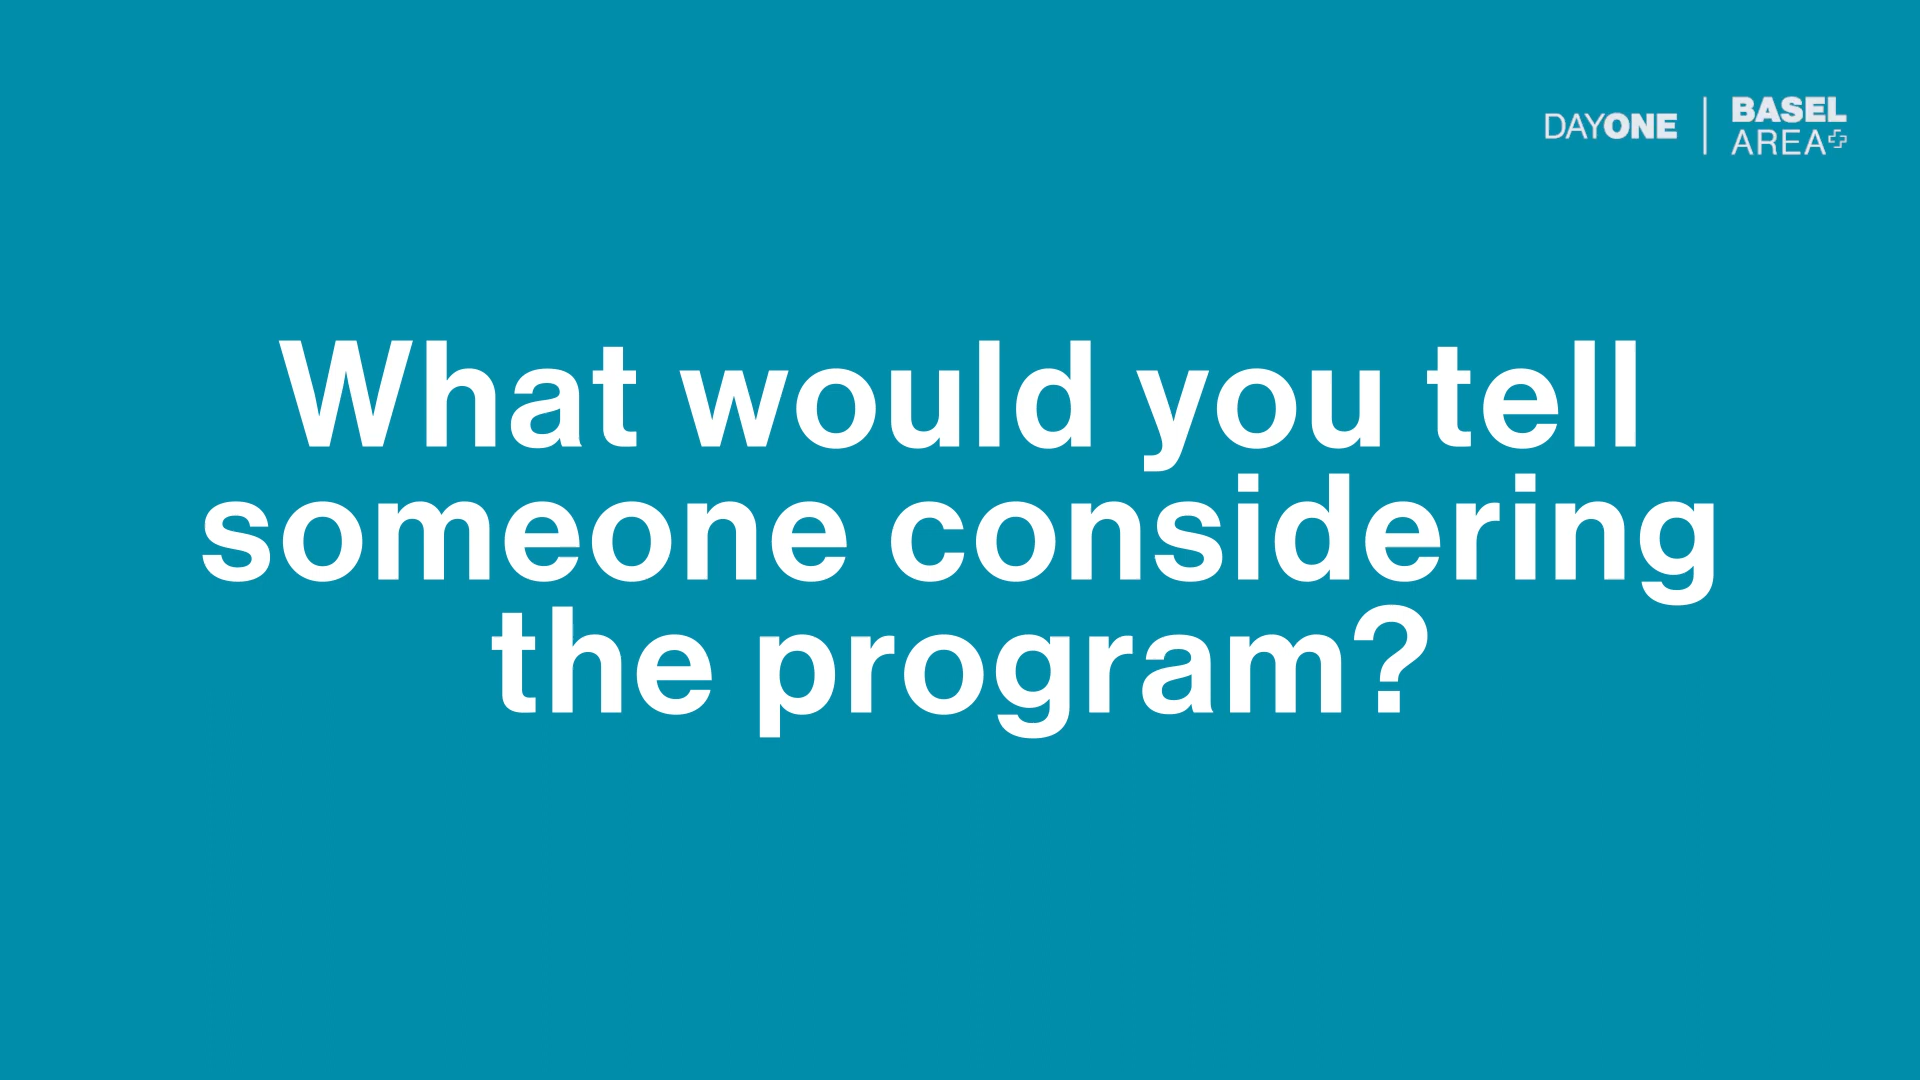 DAYONE
BASEL
AREA
What would you tell
someone considering
the program?